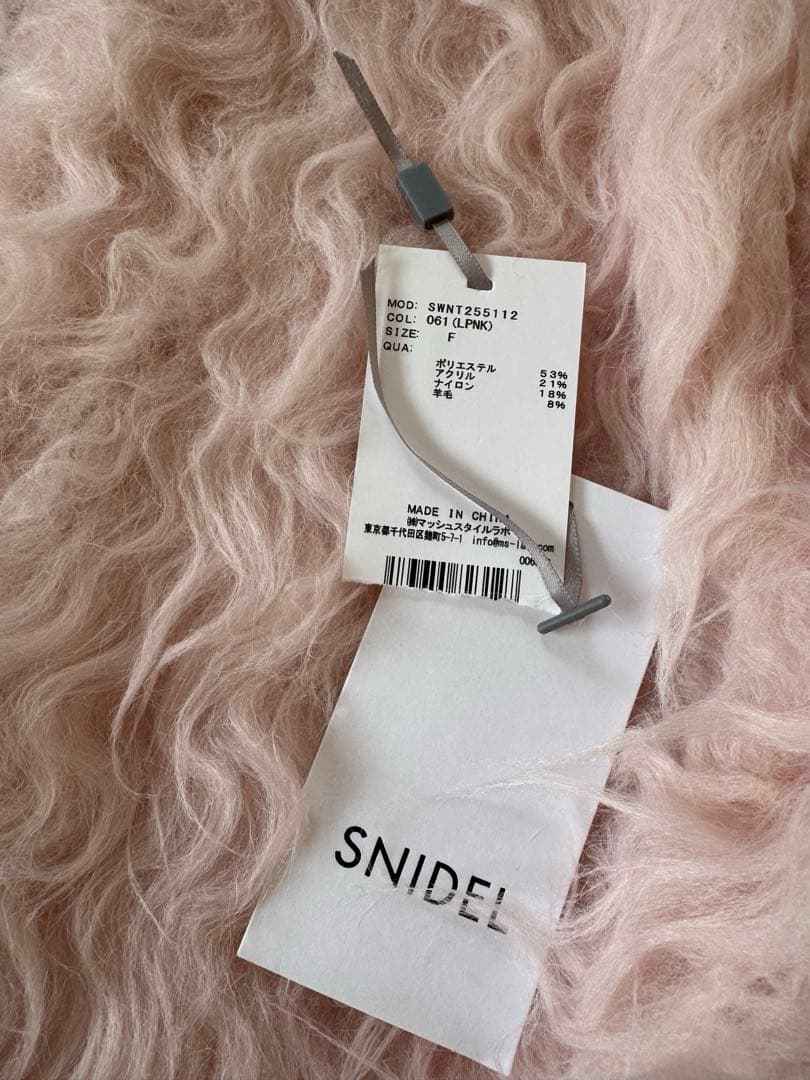 MOD: SWNT255112
COL: 061(LPNK)
SIZE: F
QUA:
ポリエステル 53%
アクリル 21%
ナイロン 18%
羊毛 8%
MADE IN
㈱マッシュスタイルラボ
東京都千代田区麹町5-7-1
SNIDEL